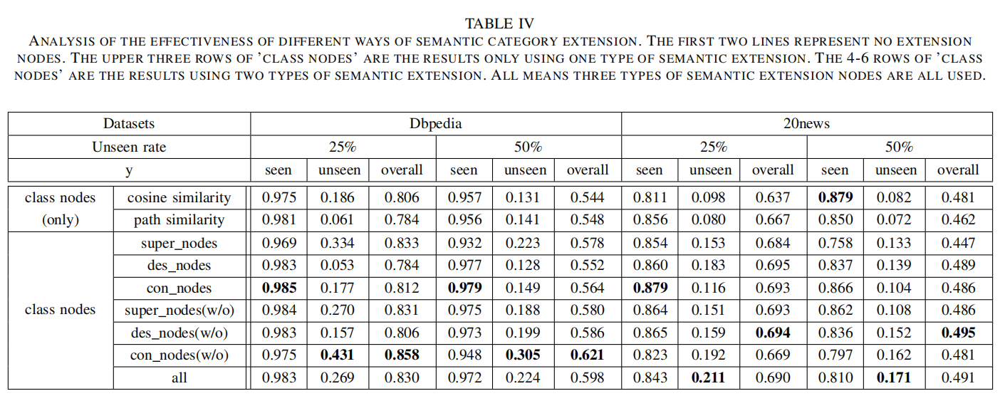 TABLE IV
ANALYSIS OF THE EFFECTIVENESS OF DIFFERENT WAYS OF SEMANTIC CATEGORY EXTENSION. THE FIRST TWO LINES REPRESENT NO EXTENSION
NODES. THE UPPER THREE ROWS OF 'CLASS NODES' ARE THE RESULTS ONLY USING ONE TYPE OF SEMANTIC EXTENSION. THE 4-6 ROWS OF 'CLASS
NODES' ARE THE RESULTS USING TWO TYPES OF SEMANTIC EXTENSION. ALL MEANS THREE TYPES OF SEMANTIC EXTENSION NODES ARE ALL USED.
Datasets Dbpedia 20news
Unseen rate 25% 50% 25% 50%
y seen unseen overall seen unseen overall seen unseen overall seen unseen overall
class nodes cosine similarity 0.975 0.186 0.806 0.957 0.131 0.544 0.811 0.098 0.637 0.879 0.082 0.481
(only) path similarity 0.981 0.061 0.784 0.956 0.141 0.548 0.856 0.080 0.667 0.850 0.072 0.462
super_nodes 0.969 0.334 0.833 0.932 0.223 0.578 0.854 0.153 0.684 0.758 0.133 0.447
des_nodes 0.983 0.053 0.784 0.977 0.128 0.552 0.860 0.183 0.695 0.837 0.139 0.489
con_nodes 0.985 0.177 0.812 0.979 0.149 0.564 0.879 0.116 0.693 0.866 0.104 0.486
class nodes super_nodes(w/o) 0.984 0.270 0.831 0.975 0.188 0.580 0.864 0.151 0.693 0.862 0.108 0.486
des_nodes(w/o) 0.983 0.157 0.806 0.973 0.199 0.586 0.865 0.159 0.694 0.836 0.152 0.495
con_nodes(w/o) 0.975 0.431 0.858 0.948 0.305 0.621 0.823 0.192 0.669 0.797 0.162 0.481
all 0.983 0.269 0.830 0.972 0.224 0.598 0.843 0.211 0.690 0.810 0.171 0.491